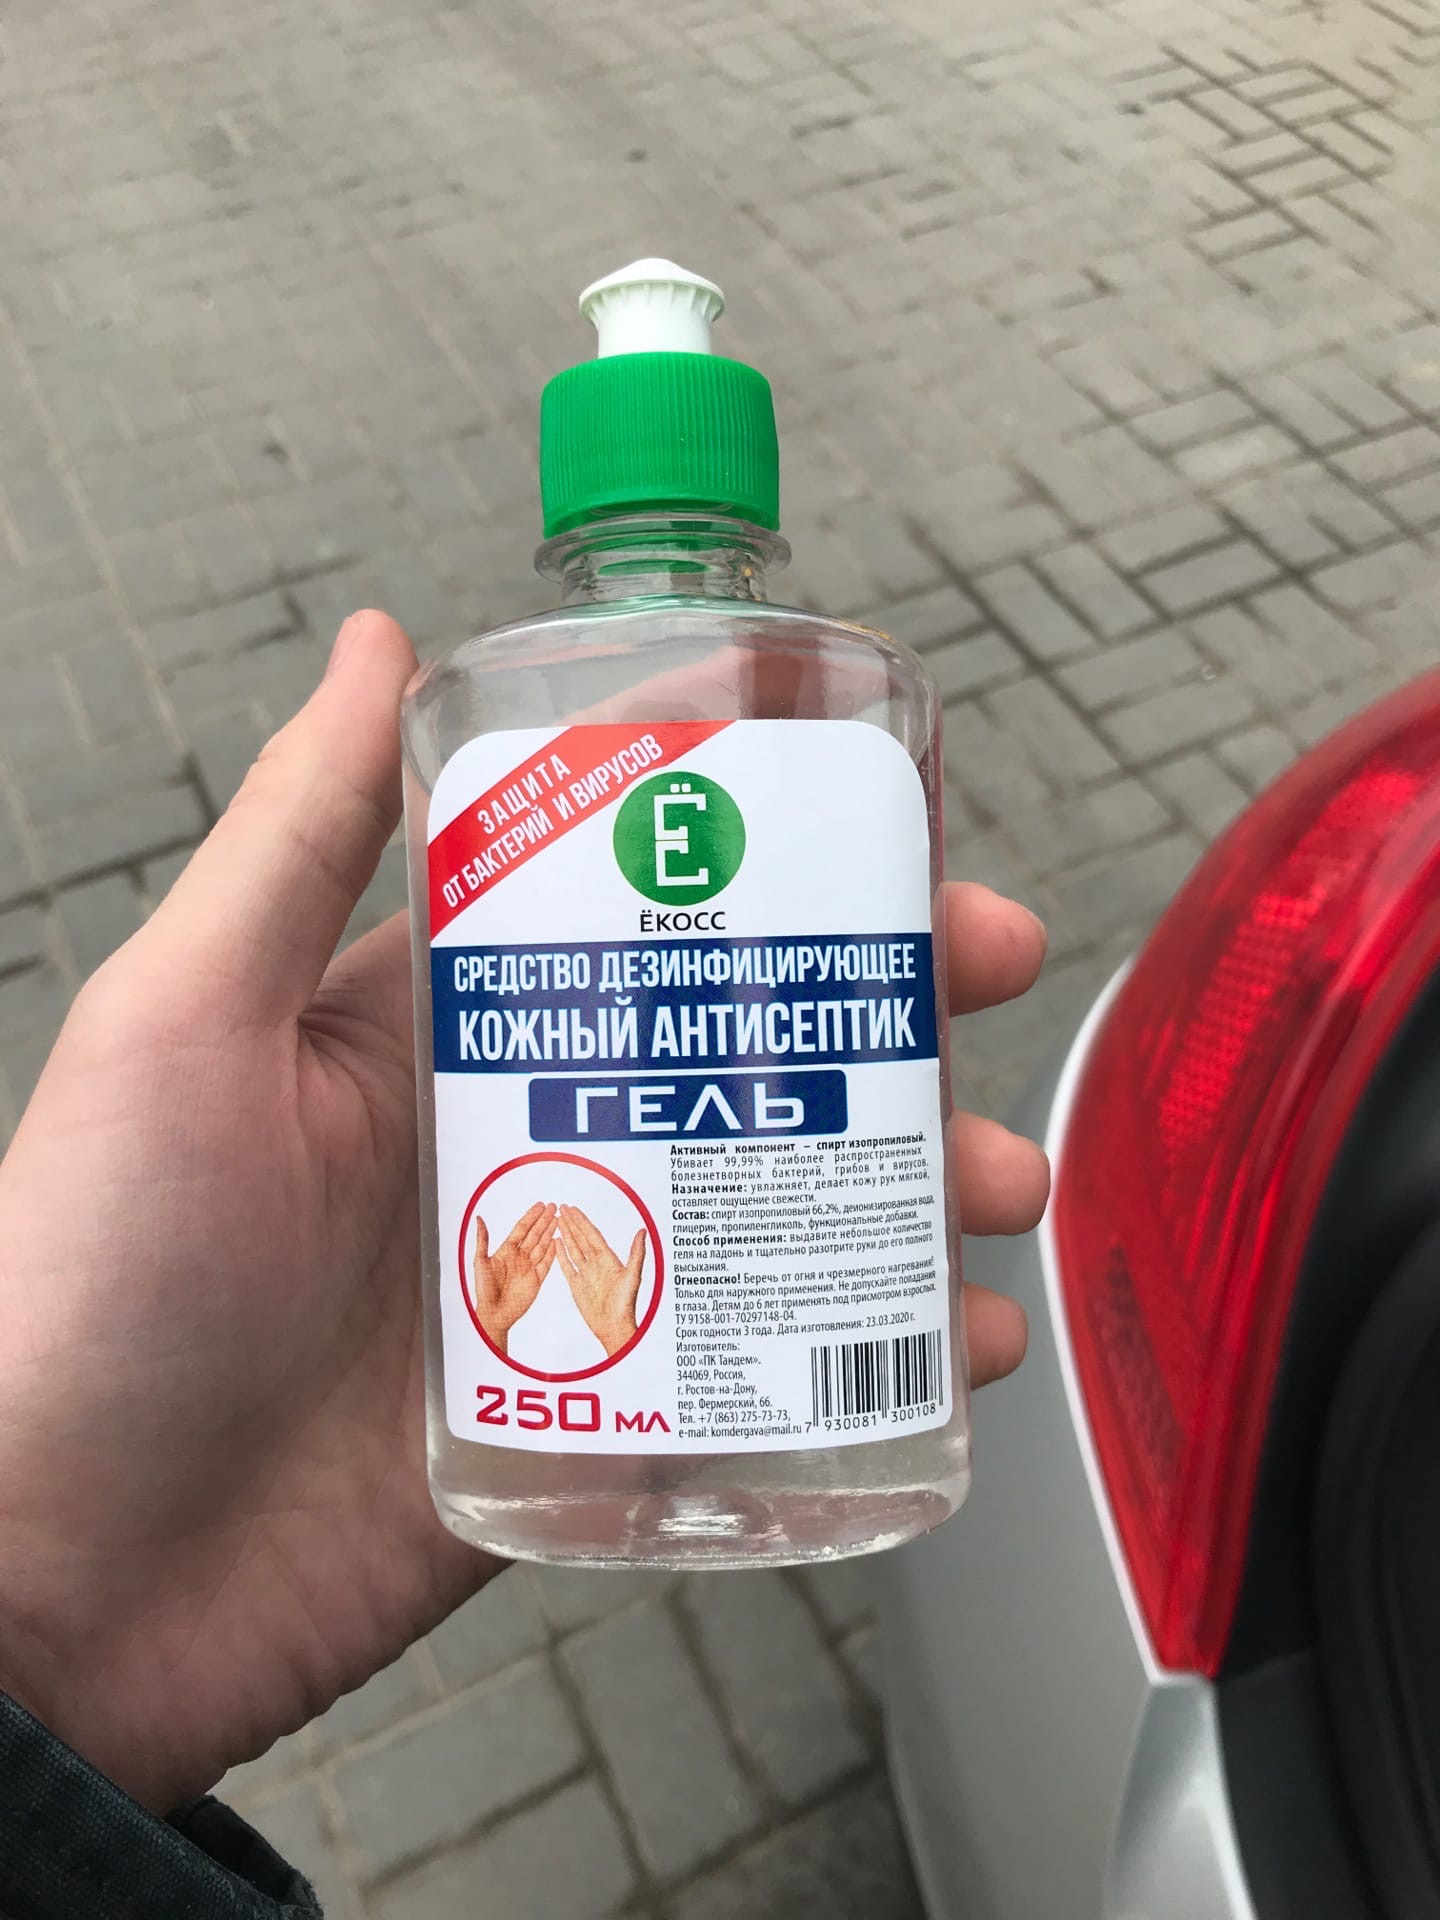 ЗАЩИТА
ОТ БАКТЕРИЙ И ВИРУСОВ
Ё
ЁКОСС
СРЕДСТВО ДЕЗИНФИЦИРУЮЩЕЕ
КОЖНЫЙ АНТИСЕПТИК
ГЕЛЬ
Активный компонент – спирт изопропиловый.
Убивает 99,99% наиболее распространенных
болезнетворных бактерий, грибов и вирусов.
Назначение: увлажняет, делает кожу рук мягкой,
оставляет ощущение свежести.
Состав: спирт изопропиловый 66,2%, деионизированная вода,
глицерин, пропиленгликоль, функциональные добавки.
Способ применения: выдавите небольшое количество
геля на ладонь и тщательно разотрите руки до его полного
высыхания.
Огнеопасно! Беречь от огня и чрезмерного нагревания!
Только для наружного применения. Не допускайте попадания
в глаза. Детям до 6 лет применять под присмотром взрослых.
ТУ 9158-001-70297148-04.
Срок годности 3 года. Дата изготовления: 23.03.2020 г.
Изготовитель:
ООО «ПК Тандем».
344069, Россия,
г. Ростов-на-Дону,
пер. Фермерский, 66.
Тел. +7 (863) 275-73-73,
e-mail: komdergava@mail.ru
250 МЛ
7 930081 300108